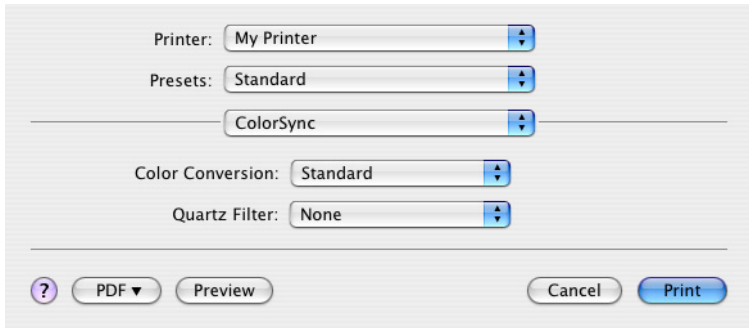 Printer: My Printer
Presets: Standard
ColorSync
Color Conversion: Standard
Quartz Filter: None
? PDF ▼ Preview Cancel Print